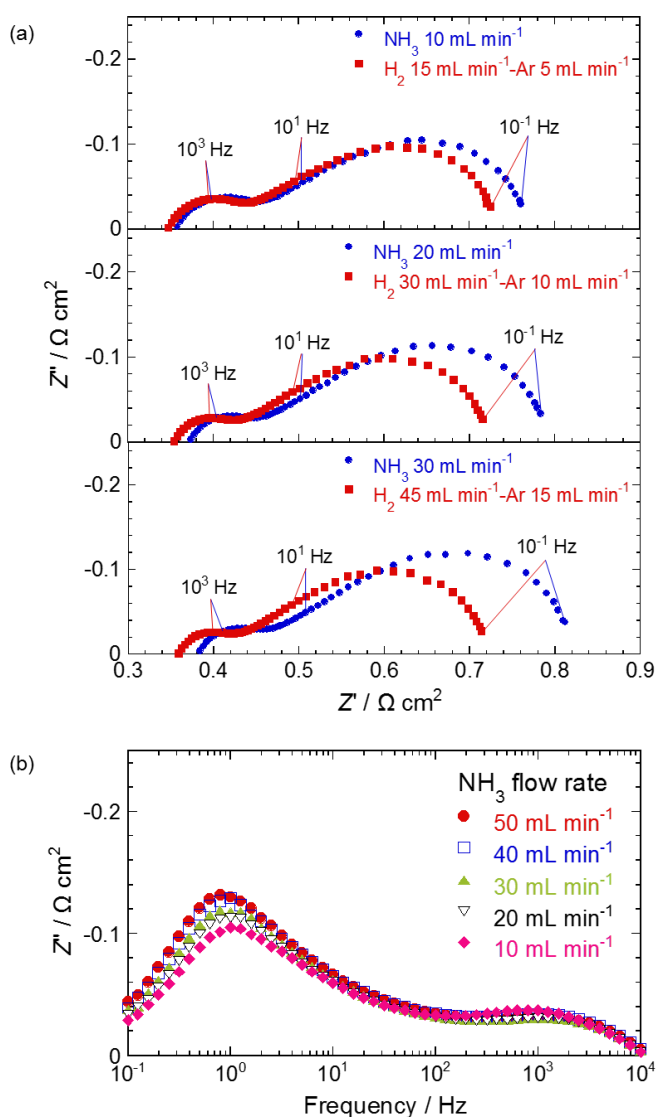 (a)
-0.2
NH₃ 10 mL min⁻¹
H₂ 15 mL min⁻¹-Ar 5 mL min⁻¹
-0.1
10³ Hz
10¹ Hz
10⁻¹ Hz
0
-0.2
NH₃ 20 mL min⁻¹
H₂ 30 mL min⁻¹-Ar 10 mL min⁻¹
-0.1
10³ Hz
10¹ Hz
10⁻¹ Hz
0
Z" / Ω cm²
-0.2
NH₃ 30 mL min⁻¹
H₂ 45 mL min⁻¹-Ar 15 mL min⁻¹
-0.1
10³ Hz
10¹ Hz
10⁻¹ Hz
0
0.3 0.4 0.5 0.6 0.7 0.8 0.9
Z' / Ω cm²
(b)
Z" / Ω cm²
-0.2
-0.1
0
NH₃ flow rate
50 mL min⁻¹
40 mL min⁻¹
30 mL min⁻¹
20 mL min⁻¹
10 mL min⁻¹
10⁻¹ 10⁰ 10¹ 10² 10³ 10⁴
Frequency / Hz